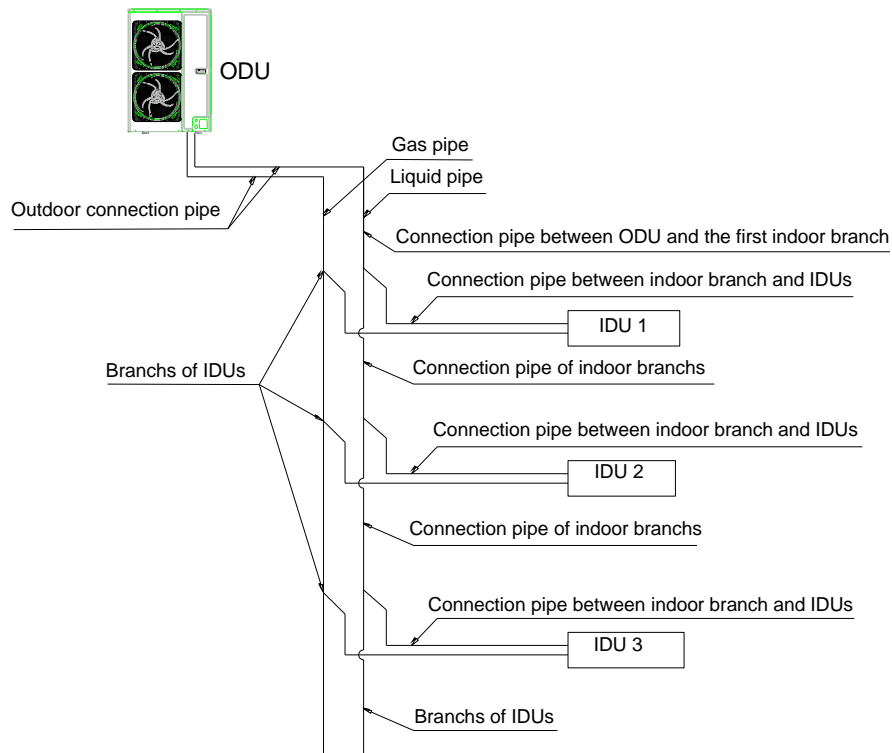 ODU
Gas pipe
Liquid pipe
Outdoor connection pipe
Connection pipe between ODU and the first indoor branch
Connection pipe between indoor branch and IDUs
IDU 1
Branchs of IDUs
Connection pipe of indoor branchs
Connection pipe between indoor branch and IDUs
IDU 2
Connection pipe of indoor branchs
Connection pipe between indoor branch and IDUs
IDU 3
Branchs of IDUs